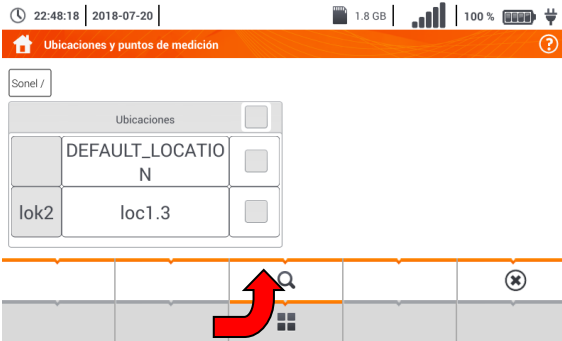 22:48:18 2018-07-20 1.8 GB 100 %
Ubicaciones y puntos de medición ?
Sonel /
Ubicaciones
DEFAULT_LOCATIO
N
lok2 loc1.3